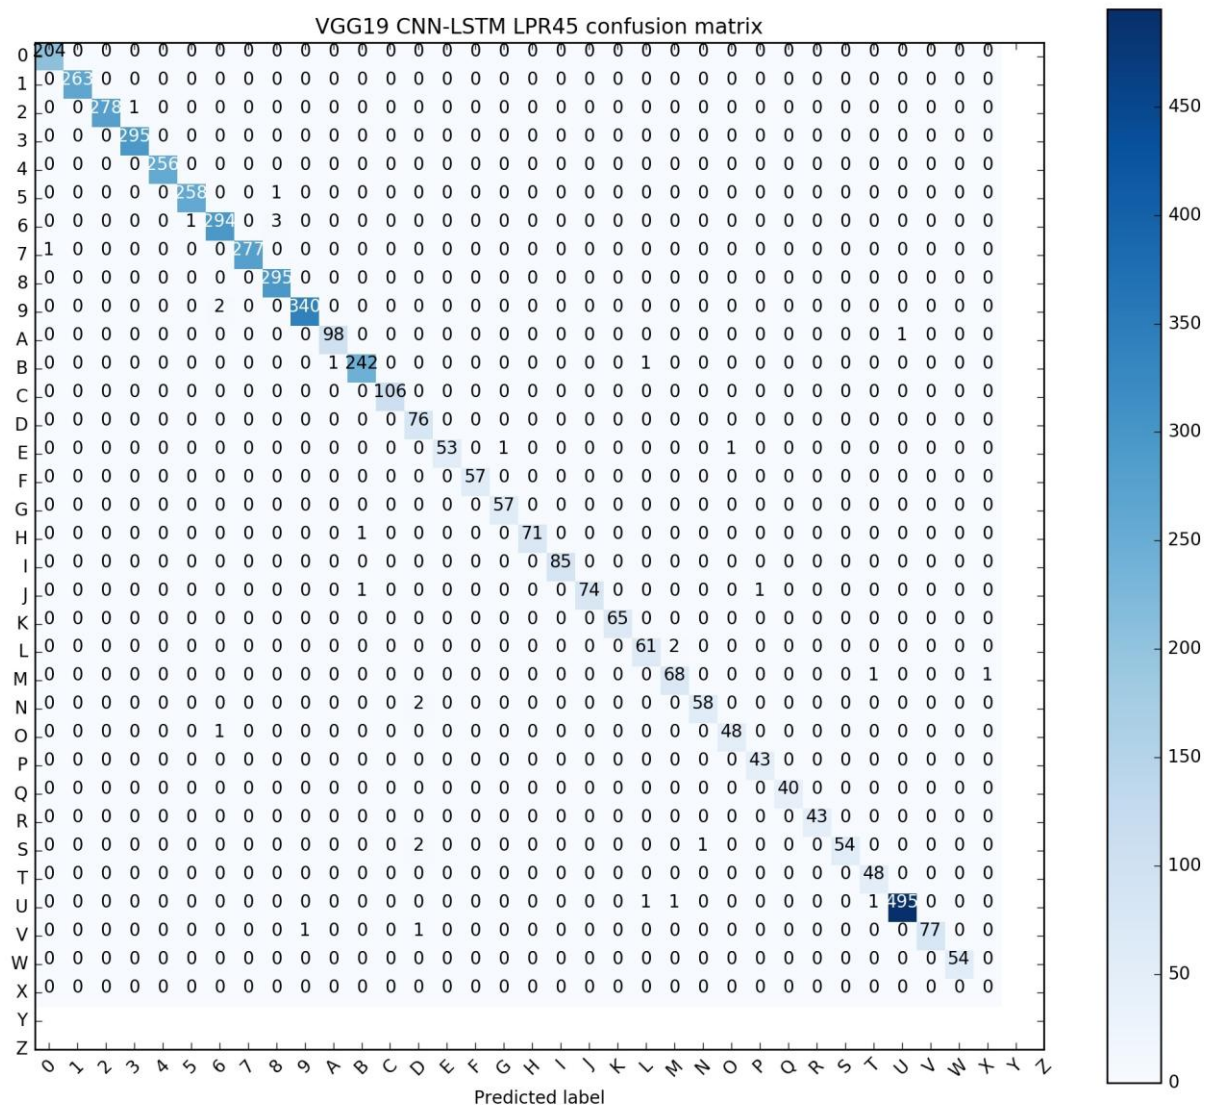 VGG19 CNN-LSTM LPR45 confusion matrix
0 204 0 0 0 0 0 0 0 0 0 0 0 0 0 0 0 0 0 0 0 0 0 0 0 0 0 0 0 0 0 0 0 0 0
1 0 263 0 0 0 0 0 0 0 0 0 0 0 0 0 0 0 0 0 0 0 0 0 0 0 0 0 0 0 0 0 0 0 0
2 0 0 278 1 0 0 0 0 0 0 0 0 0 0 0 0 0 0 0 0 0 0 0 0 0 0 0 0 0 0 0 0 0 0
3 0 0 0 295 0 0 0 0 0 0 0 0 0 0 0 0 0 0 0 0 0 0 0 0 0 0 0 0 0 0 0 0 0 0
4 0 0 0 0 256 0 0 0 0 0 0 0 0 0 0 0 0 0 0 0 0 0 0 0 0 0 0 0 0 0 0 0 0 0
5 0 0 0 0 0 258 0 0 1 0 0 0 0 0 0 0 0 0 0 0 0 0 0 0 0 0 0 0 0 0 0 0 0 0
6 0 0 0 0 0 1 294 0 3 0 0 0 0 0 0 0 0 0 0 0 0 0 0 0 0 0 0 0 0 0 0 0 0 0
7 1 0 0 0 0 0 0 277 0 0 0 0 0 0 0 0 0 0 0 0 0 0 0 0 0 0 0 0 0 0 0 0 0 0
8 0 0 0 0 0 0 0 0 295 0 0 0 0 0 0 0 0 0 0 0 0 0 0 0 0 0 0 0 0 0 0 0 0 0
9 0 0 0 0 0 0 2 0 0 340 0 0 0 0 0 0 0 0 0 0 0 0 0 0 0 0 0 0 0 0 0 0 0 0
A 0 0 0 0 0 0 0 0 0 0 98 0 0 0 0 0 0 0 0 0 0 0 0 0 0 0 0 0 0 0 1 0 0 0
B 0 0 0 0 0 0 0 0 0 0 1 242 0 0 0 0 0 0 0 0 0 1 0 0 0 0 0 0 0 0 0 0 0 0
C 0 0 0 0 0 0 0 0 0 0 0 0 106 0 0 0 0 0 0 0 0 0 0 0 0 0 0 0 0 0 0 0 0 0
D 0 0 0 0 0 0 0 0 0 0 0 0 0 76 0 0 0 0 0 0 0 0 0 0 0 0 0 0 0 0 0 0 0 0
E 0 0 0 0 0 0 0 0 0 0 0 0 0 0 53 0 1 0 0 0 0 0 0 0 1 0 0 0 0 0 0 0 0 0
F 0 0 0 0 0 0 0 0 0 0 0 0 0 0 0 57 0 0 0 0 0 0 0 0 0 0 0 0 0 0 0 0 0 0
G 0 0 0 0 0 0 0 0 0 0 0 0 0 0 0 0 57 0 0 0 0 0 0 0 0 0 0 0 0 0 0 0 0 0
H 0 0 0 0 0 0 0 0 0 0 0 1 0 0 0 0 0 71 0 0 0 0 0 0 0 0 0 0 0 0 0 0 0 0
I 0 0 0 0 0 0 0 0 0 0 0 0 0 0 0 0 0 0 85 0 0 0 0 0 0 0 0 0 0 0 0 0 0 0
J 0 0 0 0 0 0 0 0 0 0 0 1 0 0 0 0 0 0 0 74 0 0 0 0 0 1 0 0 0 0 0 0 0 0
K 0 0 0 0 0 0 0 0 0 0 0 0 0 0 0 0 0 0 0 0 65 0 0 0 0 0 0 0 0 0 0 0 0 0
L 0 0 0 0 0 0 0 0 0 0 0 0 0 0 0 0 0 0 0 0 0 61 2 0 0 0 0 0 0 0 0 0 0 0
M 0 0 0 0 0 0 0 0 0 0 0 0 0 0 0 0 0 0 0 0 0 0 68 0 0 0 0 0 0 1 0 0 0 1
N 0 0 0 0 0 0 0 0 0 0 0 0 0 2 0 0 0 0 0 0 0 0 0 58 0 0 0 0 0 0 0 0 0 0
O 0 0 0 0 0 0 1 0 0 0 0 0 0 0 0 0 0 0 0 0 0 0 0 0 48 0 0 0 0 0 0 0 0 0
P 0 0 0 0 0 0 0 0 0 0 0 0 0 0 0 0 0 0 0 0 0 0 0 0 0 43 0 0 0 0 0 0 0 0
Q 0 0 0 0 0 0 0 0 0 0 0 0 0 0 0 0 0 0 0 0 0 0 0 0 0 0 40 0 0 0 0 0 0 0
R 0 0 0 0 0 0 0 0 0 0 0 0 0 0 0 0 0 0 0 0 0 0 0 0 0 0 0 43 0 0 0 0 0 0
S 0 0 0 0 0 0 0 0 0 0 0 0 0 2 0 0 0 0 0 0 0 0 0 1 0 0 0 0 54 0 0 0 0 0
T 0 0 0 0 0 0 0 0 0 0 0 0 0 0 0 0 0 0 0 0 0 0 0 0 0 0 0 0 0 48 0 0 0 0
U 0 0 0 0 0 0 0 0 0 0 0 0 0 0 0 0 0 0 0 0 0 1 1 0 0 0 0 0 0 1 495 0 0 0
V 0 0 0 0 0 0 0 0 0 1 0 0 0 1 0 0 0 0 0 0 0 0 0 0 0 0 0 0 0 0 0 77 0 0
W 0 0 0 0 0 0 0 0 0 0 0 0 0 0 0 0 0 0 0 0 0 0 0 0 0 0 0 0 0 0 0 0 54 0
X 0 0 0 0 0 0 0 0 0 0 0 0 0 0 0 0 0 0 0 0 0 0 0 0 0 0 0 0 0 0 0 0 0 0
Y
Z
0 1 2 3 4 5 6 7 8 9 A B C D E F G H I J K L M N O P Q R S T U V W X Y Z
Predicted label
450
400
350
300
250
200
150
100
50
0